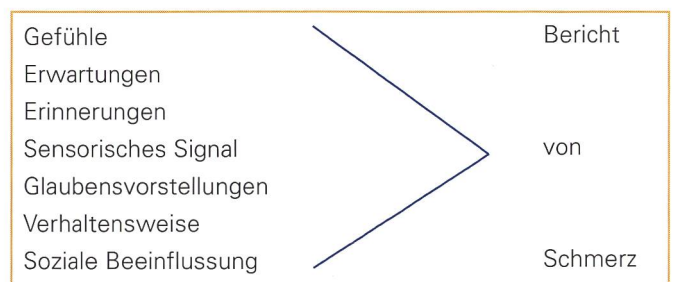 Gefühle
Erwartungen
Erinnerungen
Sensorisches Signal
Glaubensvorstellungen
Verhaltensweise
Soziale Beeinflussung
Bericht
von
Schmerz